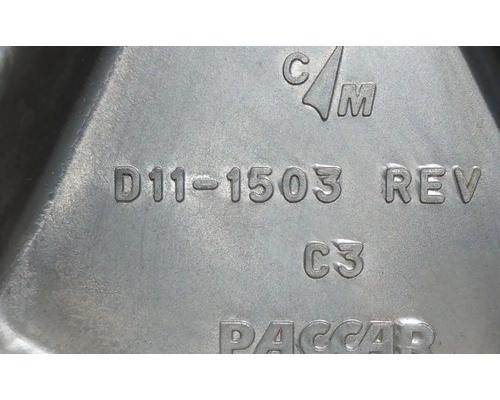 C M
D11-1503 REV
C3
PACCAR